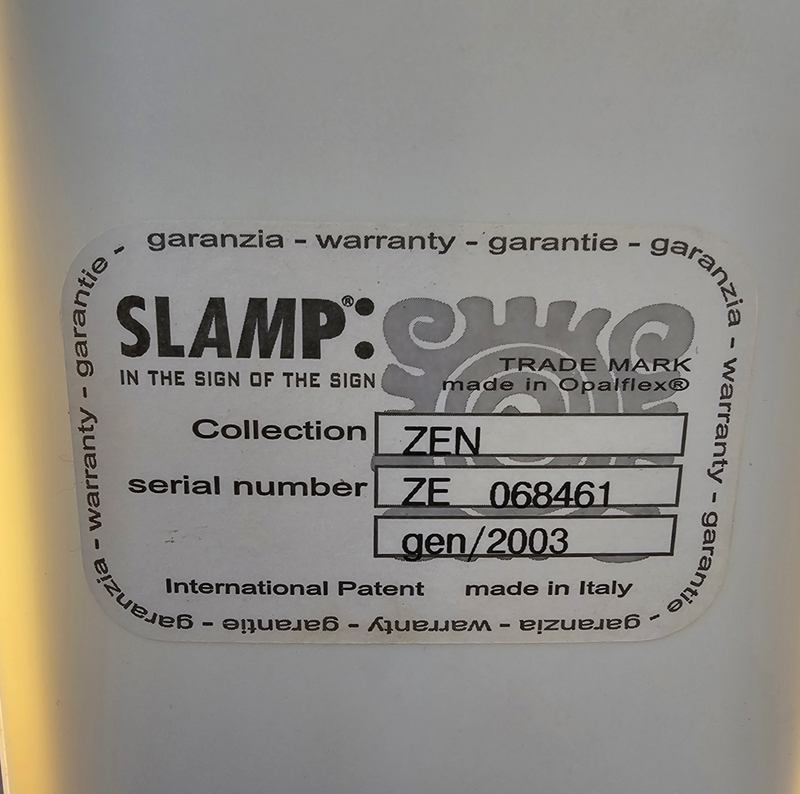 garanzia - warranty - garantie - garanzia - warranty - garantie - garanzia - warranty - garantie - garanzia - warranty - garantie -
SLAMP®:
IN THE SIGN OF THE SIGN
TRADE MARK
made in Opalflex®
Collection ZEN
serial number ZE 068461
gen/2003
International Patent made in Italy